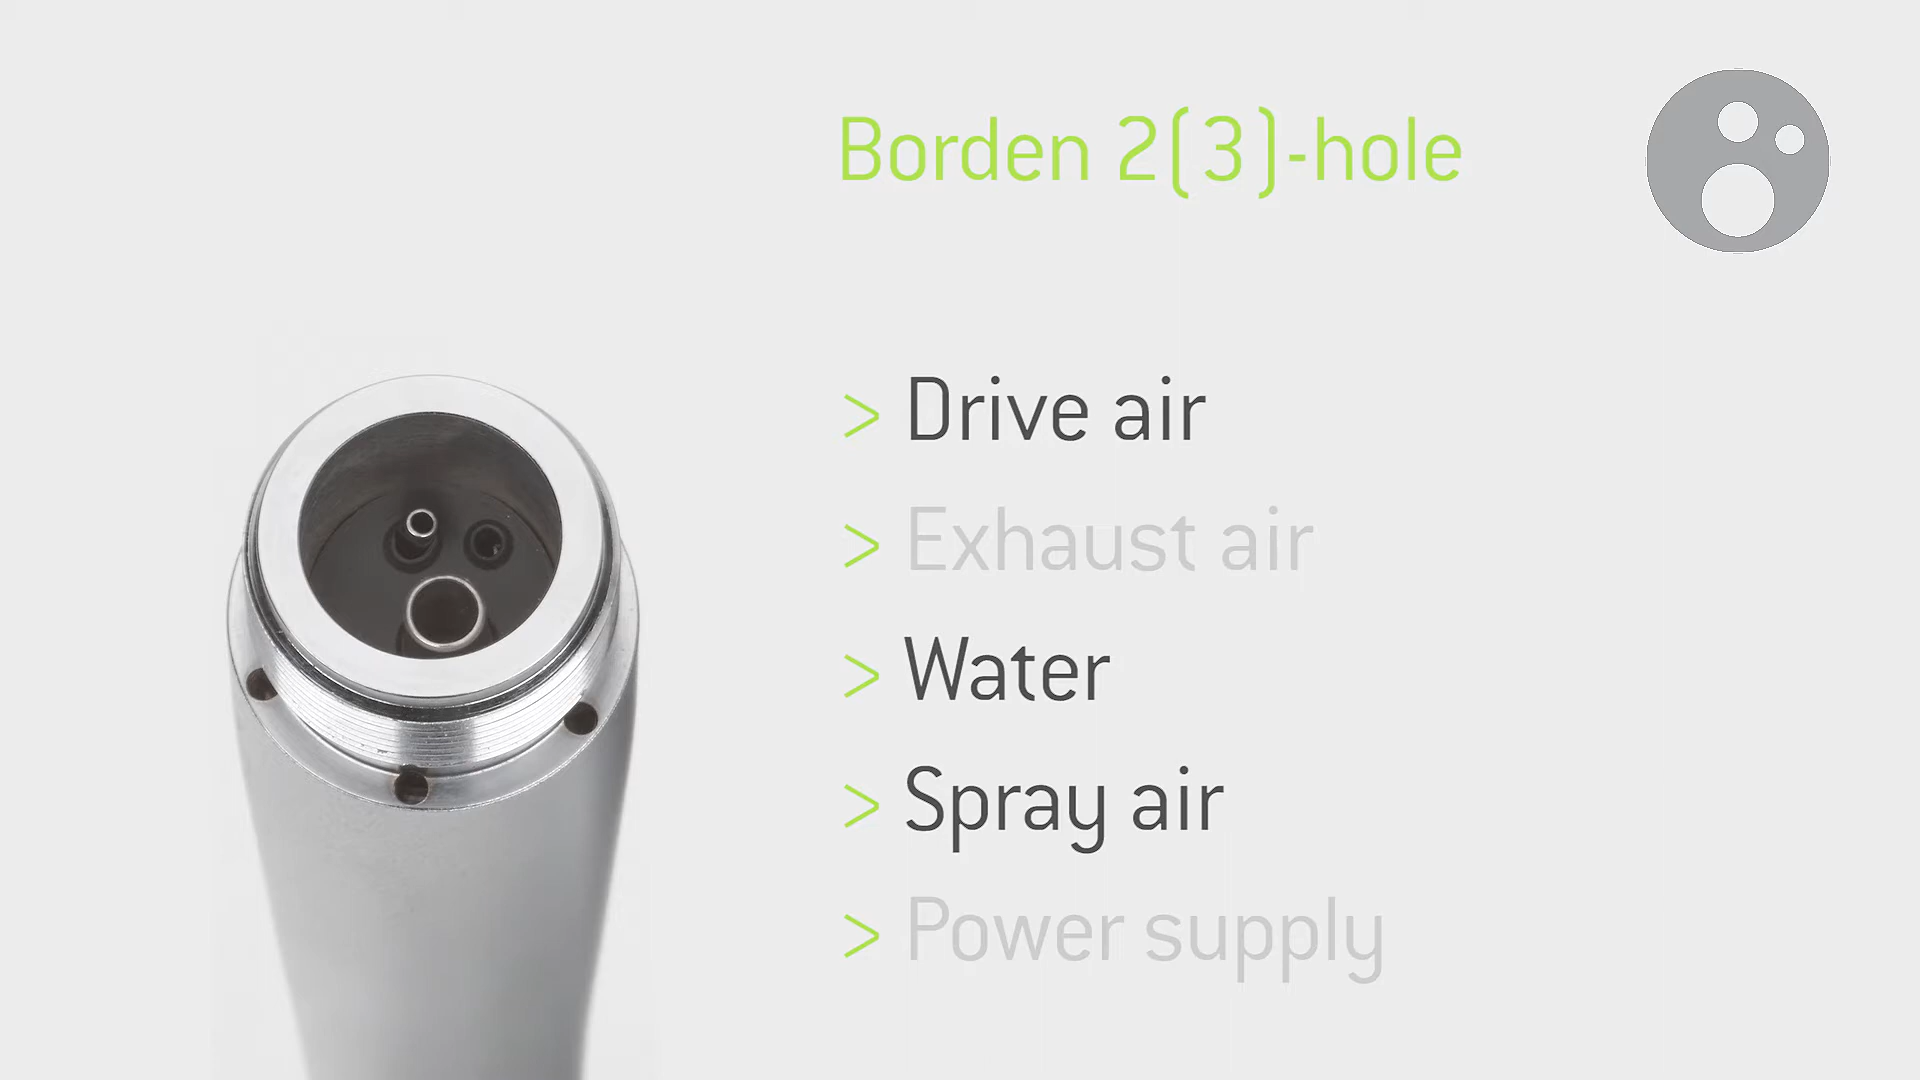 Borden 2(3)-hole
> Drive air
> Exhaust air
> Water
> Spray air
> Power supply